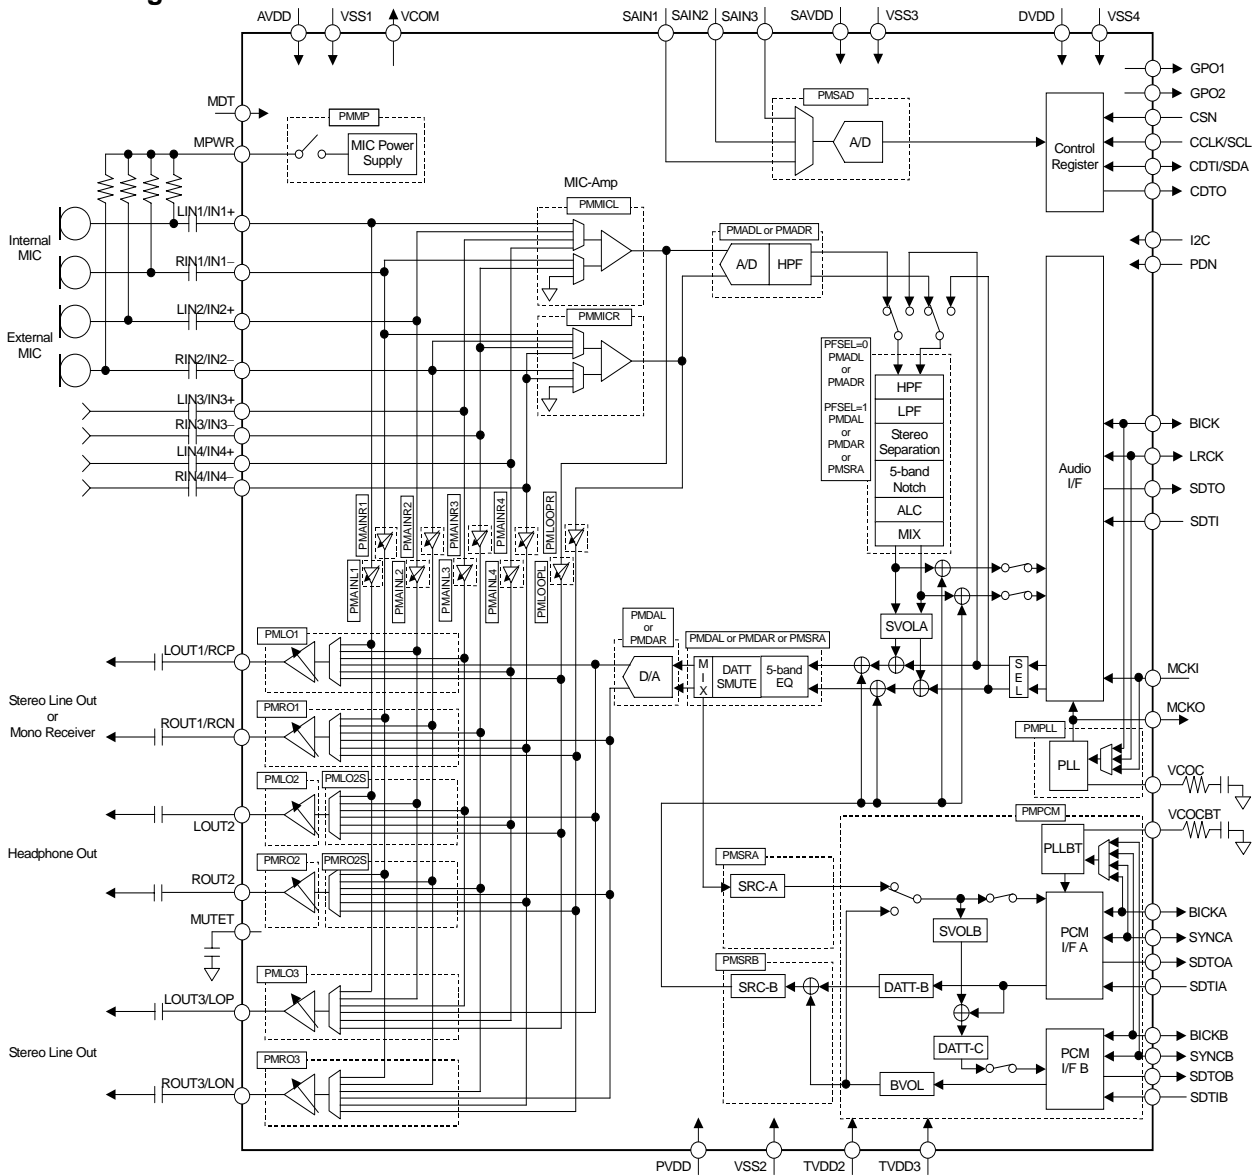 AVDD
VSS1
VCOM
SAIN1
SAIN2
SAIN3
SAVDD
VSS3
DVDD
VSS4
GPO1
GPO2
CSN
CCLK/SCL
CDTI/SDA
CDTO
I2C
PDN
MDT
MPWR
PMMP
MIC Power
Supply
PMSAD
A/D
Control
Register
MIC-Amp
PMMICL
PMMICR
PMADL or PMADR
A/D
HPF
Internal
MIC
External
MIC
LIN1/IN1+
RIN1/IN1−
LIN2/IN2+
RIN2/IN2−
LIN3/IN3+
RIN3/IN3−
LIN4/IN4+
RIN4/IN4−
PFSEL=0
PMADL
or
PMADR
PFSEL=1
PMDAL
or
PMDAR
or
PMSRA
HPF
LPF
Stereo
Separation
5-band
Notch
ALC
MIX
Audio
I/F
BICK
LRCK
SDTO
SDTI
PMAINR1
PMAINR2
PMAINR3
PMAINR4
PMLOOPR
PMAINL1
PMAINL2
PMAINL3
PMAINL4
PMLOOPL
SVOLA
PMLO1
LOUT1/RCP
PMDAL
or
PMDAR
D/A
PMDAL or PMDAR or PMSRA
MIX
DATT
SMUTE
5-band
EQ
SEL
MCKI
MCKO
Stereo Line Out
or
Mono Receiver
PMRO1
ROUT1/RCN
PMPLL
PLL
VCOC
PMLO2
PMLO2S
LOUT2
Headphone Out
PMRO2
PMRO2S
ROUT2
MUTET
PMPCM
PLLBT
VCOCBT
PMSRA
SRC-A
SVOLB
PCM
I/F A
BICKA
SYNCA
SDTOA
SDTIA
PMSRB
SRC-B
DATT-B
DATT-C
BVOL
PCM
I/F B
BICKB
SYNCB
SDTOB
SDTIB
PMLO3
LOUT3/LOP
Stereo Line Out
PMRO3
ROUT3/LON
PVDD
VSS2
TVDD2
TVDD3